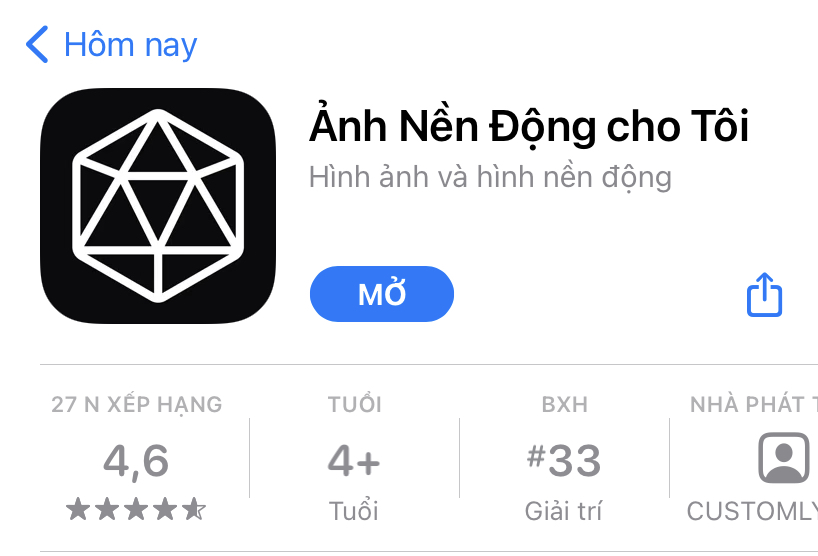 Hôm nay
Ảnh Nền Động cho Tôi
Hình ảnh và hình nền động
MỞ
27 N XẾP HẠNG
TUỔI
BXH
NHÀ PHÁT
4,6
4+
#33
Tuổi
Giải trí
CUSTOMLY